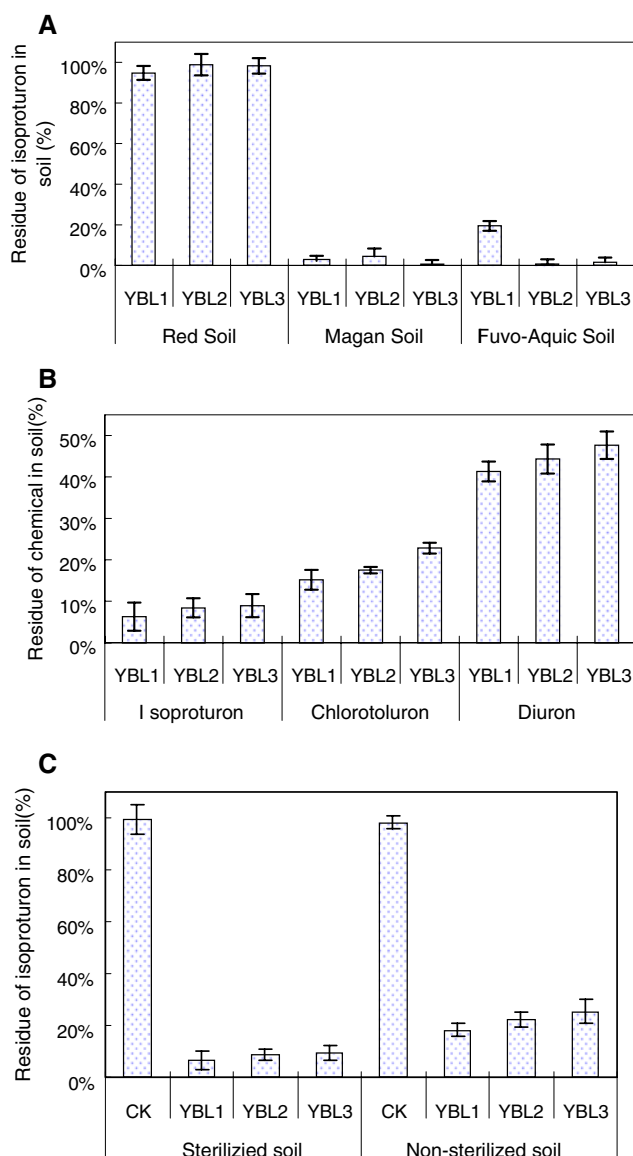 A
Residue of isoproturon in
soil (%)
100%
80%
60%
40%
20%
0%
YBL1 YBL2 YBL3 YBL1 YBL2 YBL3 YBL1 YBL2 YBL3
Red Soil Magan Soil Fuvo-Aquic Soil
B
Residue of chemical in soil(%)
50%
40%
30%
20%
10%
0%
YBL1 YBL2 YBL3 YBL1 YBL2 YBL3 YBL1 YBL2 YBL3
I soproturon Chlorotoluron Diuron
C
Residue of isoproturon in soil(%)
100%
80%
60%
40%
20%
0%
CK YBL1 YBL2 YBL3 CK YBL1 YBL2 YBL3
Sterilizied soil Non-sterilized soil